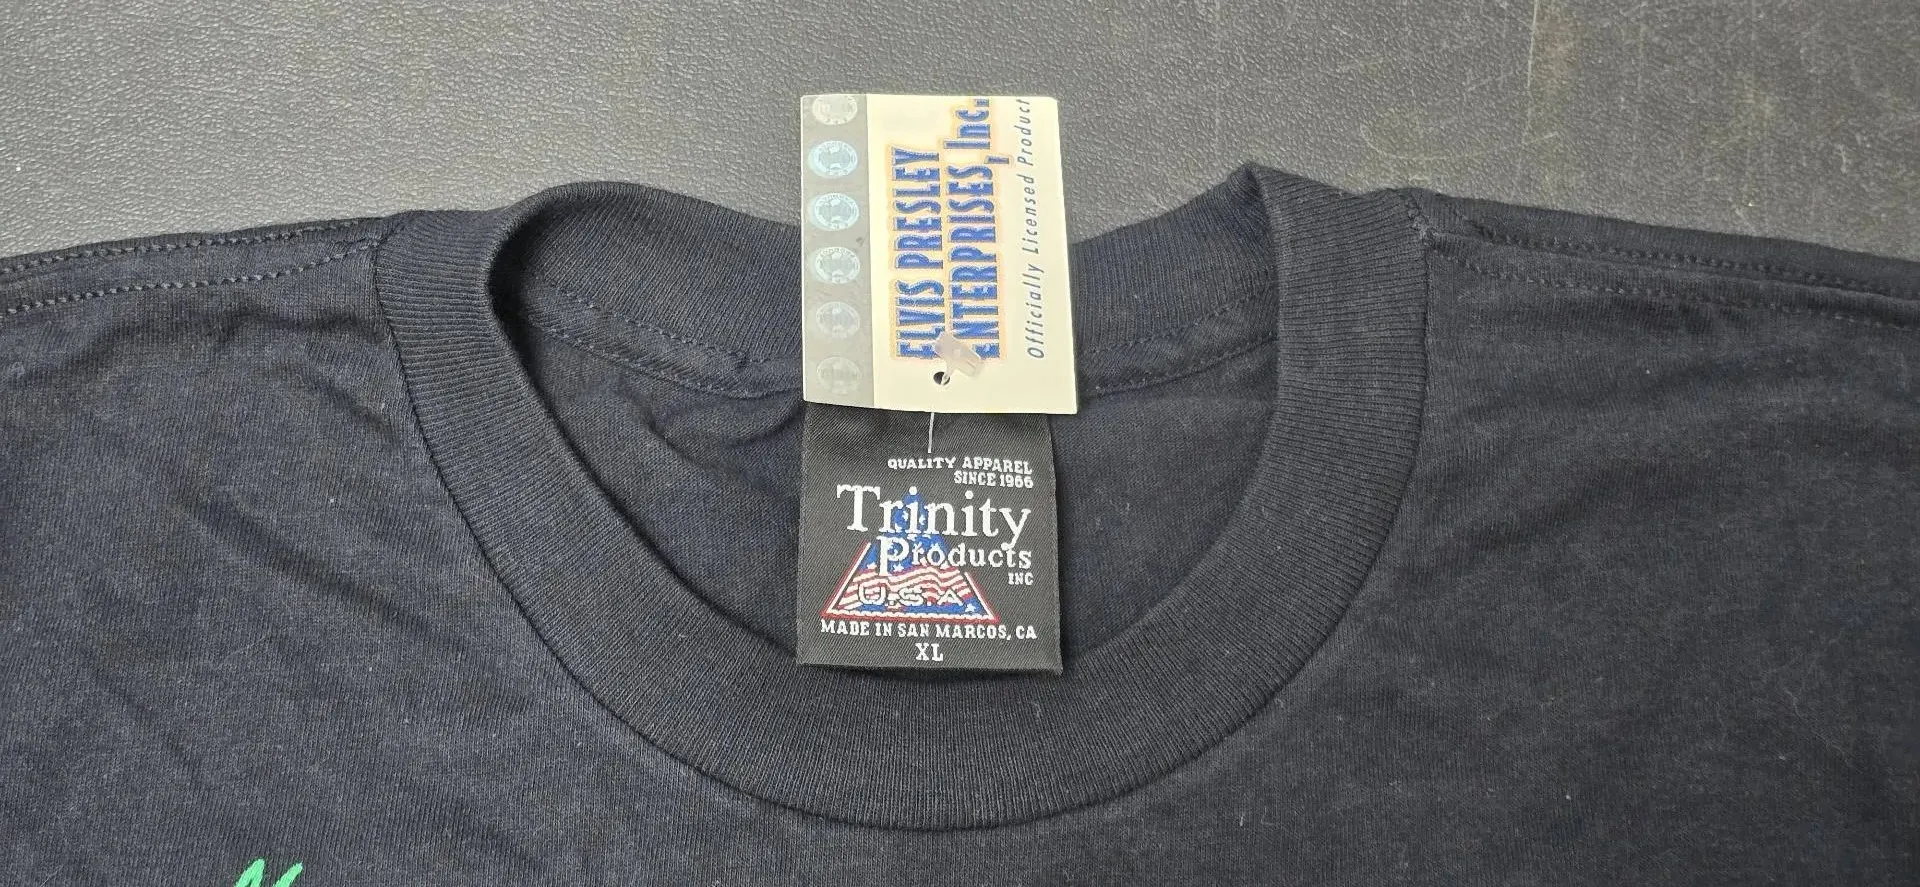 ELVIS PRESLEY
ENTERPRISES, Inc.
Officially Licensed Product
QUALITY APPAREL
SINCE 1966
Trinity
Products
INC
U.S.A.
MADE IN SAN MARCOS, CA
XL